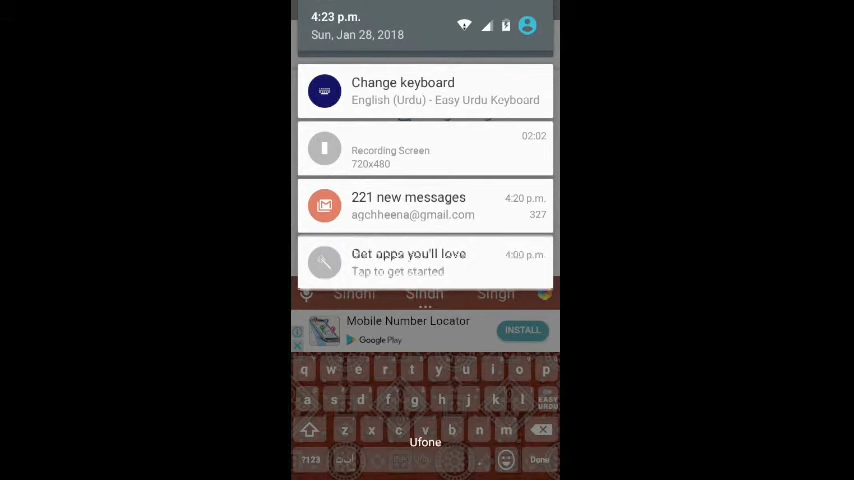 4:23 p.m.
Sun, Jan 28, 2018
Change keyboard
English (Urdu) - Easy Urdu Keyboard
02:02
Recording Screen
720x480
221 new messages 4:20 p.m.
agchheena@gmail.com 327
Get apps you'll love 4:00 p.m.
Tap to get started
Sindhi Sindh Singh
Mobile Number Locator
Google Play
INSTALL
q w e r t y u i o p
a s d f g h j k l EASY URDU
z x c v b n m
Ufone
?123 Done